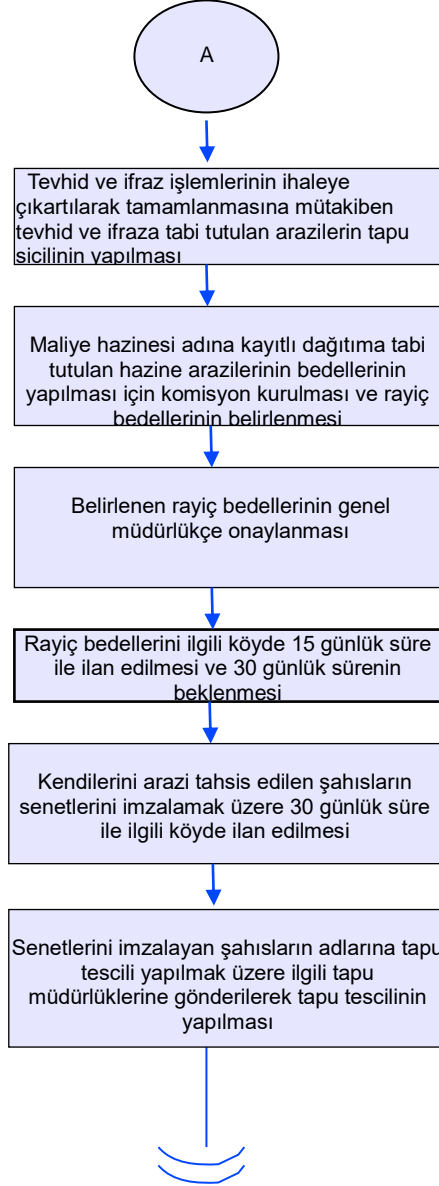 A
Tevhid ve ifraz işlemlerinin ihaleye
çıkartılarak tamamlanmasına mütakiben
tevhid ve ifraza tabi tutulan arazilerin tapu
sicilinin yapılması
Maliye hazinesi adına kayıtlı dağıtıma tabi
tutulan hazine arazilerinin bedellerinin
yapılması için komisyon kurulması ve rayiç
bedellerinin belirlenmesi
Belirlenen rayiç bedellerinin genel
müdürlükçe onaylanması
Rayiç bedellerini ilgili köyde 15 günlük süre
ile ilan edilmesi ve 30 günlük sürenin
beklenmesi
Kendilerini arazi tahsis edilen şahısların
senetlerini imzalamak üzere 30 günlük süre
ile ilgili köyde ilan edilmesi
Senetlerini imzalayan şahısların adlarına tapu
tescili yapılmak üzere ilgili tapu
müdürlüklerine gönderilerek tapu tescilinin
yapılması